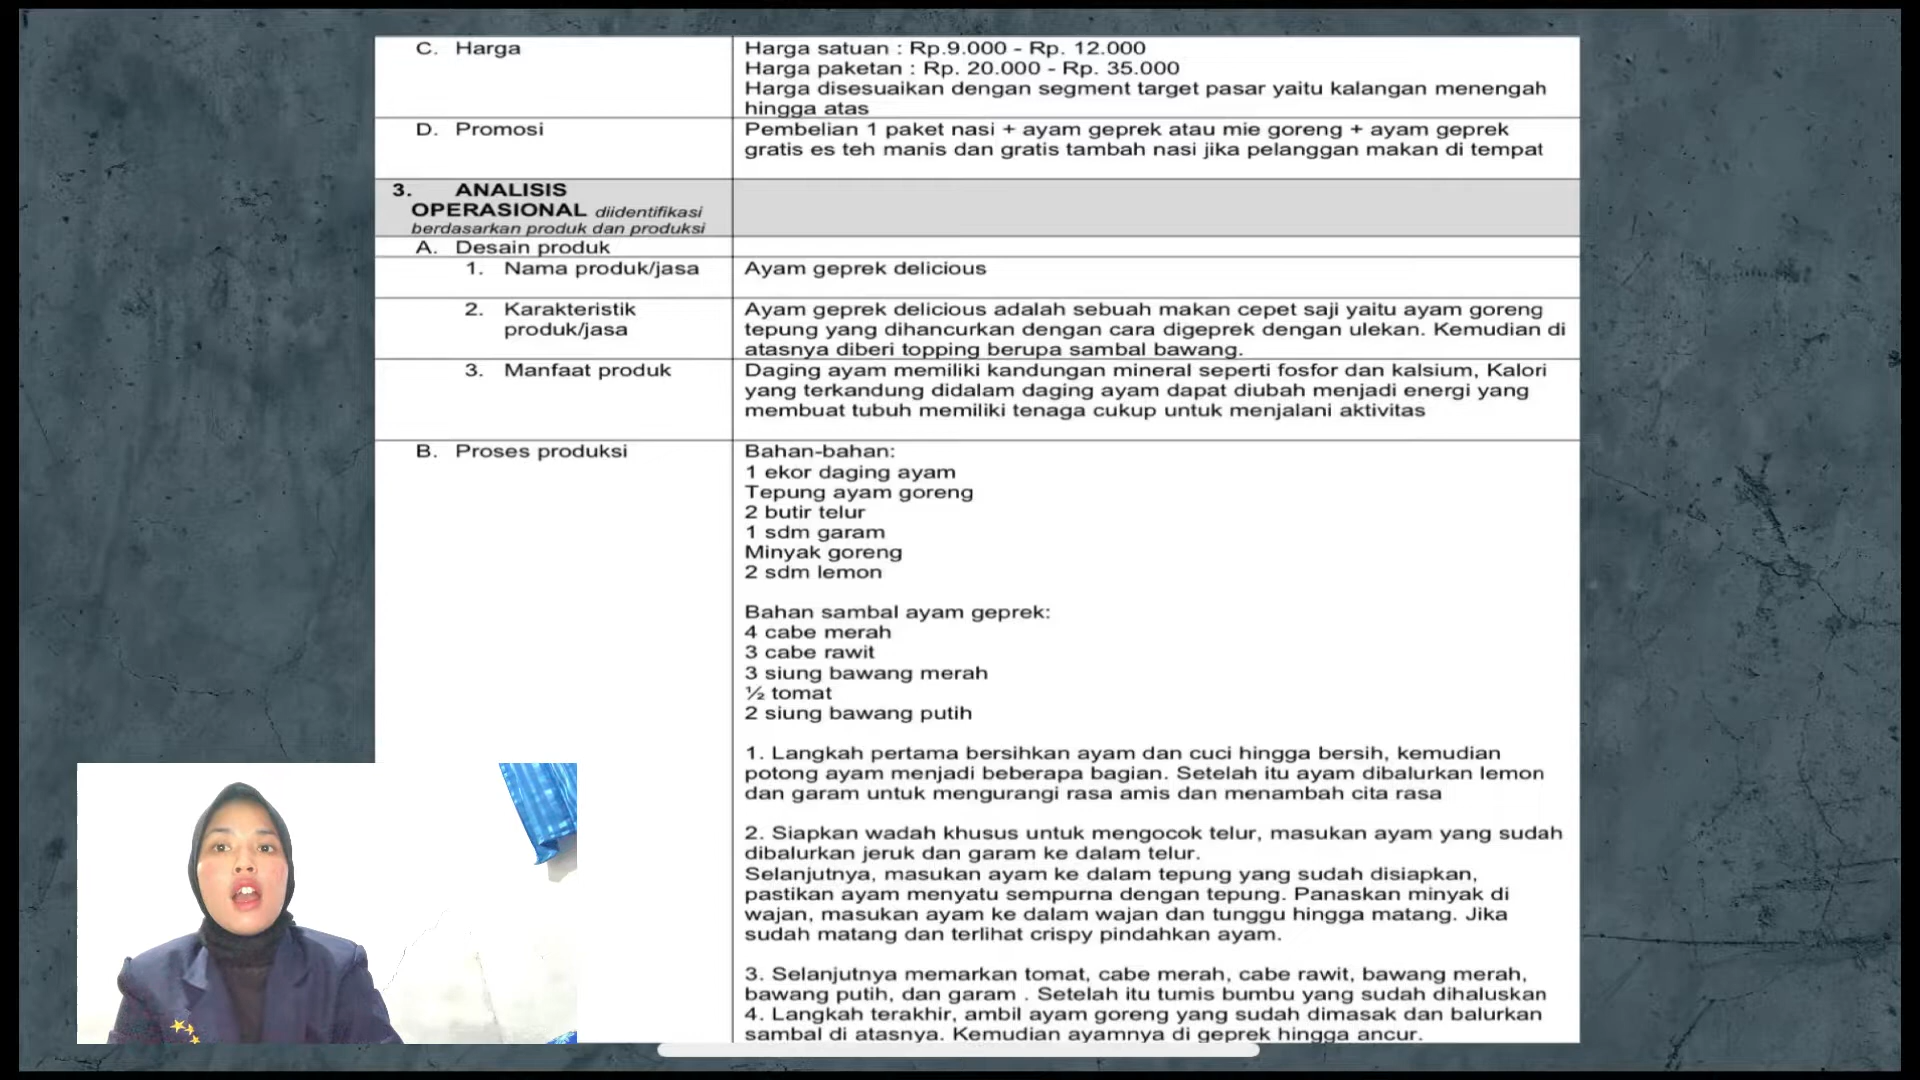 C. Harga
Harga satuan : Rp.9.000 - Rp. 12.000
Harga paketan : Rp. 20.000 - Rp. 35.000
Harga disesuaikan dengan segment target pasar yaitu kalangan menengah
hingga atas
D. Promosi
Pembelian 1 paket nasi + ayam geprek atau mie goreng + ayam geprek
gratis es teh manis dan gratis tambah nasi jika pelanggan makan di tempat
3. ANALISIS
OPERASIONAL diidentifikasi
berdasarkan produk dan produksi
A. Desain produk
1. Nama produk/jasa
Ayam geprek delicious
2. Karakteristik
produk/jasa
Ayam geprek delicious adalah sebuah makan cepet saji yaitu ayam goreng
tepung yang dihancurkan dengan cara digeprek dengan ulekan. Kemudian di
atasnya diberi topping berupa sambal bawang.
3. Manfaat produk
Daging ayam memiliki kandungan mineral seperti fosfor dan kalsium, Kalori
yang terkandung didalam daging ayam dapat diubah menjadi energi yang
membuat tubuh memiliki tenaga cukup untuk menjalani aktivitas
B. Proses produksi
Bahan-bahan:
1 ekor daging ayam
Tepung ayam goreng
2 butir telur
1 sdm garam
Minyak goreng
2 sdm lemon
Bahan sambal ayam geprek:
4 cabe merah
3 cabe rawit
3 siung bawang merah
½ tomat
2 siung bawang putih
1. Langkah pertama bersihkan ayam dan cuci hingga bersih, kemudian
potong ayam menjadi beberapa bagian. Setelah itu ayam dibalurkan lemon
dan garam untuk mengurangi rasa amis dan menambah cita rasa
2. Siapkan wadah khusus untuk mengocok telur, masukan ayam yang sudah
dibalurkan jeruk dan garam ke dalam telur.
Selanjutnya, masukan ayam ke dalam tepung yang sudah disiapkan,
pastikan ayam menyatu sempurna dengan tepung. Panaskan minyak di
wajan, masukan ayam ke dalam wajan dan tunggu hingga matang. Jika
sudah matang dan terlihat crispy pindahkan ayam.
3. Selanjutnya memarkan tomat, cabe merah, cabe rawit, bawang merah,
bawang putih, dan garam . Setelah itu tumis bumbu yang sudah dihaluskan
4. Langkah terakhir, ambil ayam goreng yang sudah dimasak dan balurkan
sambal di atasnya. Kemudian ayamnya di geprek hingga ancur.